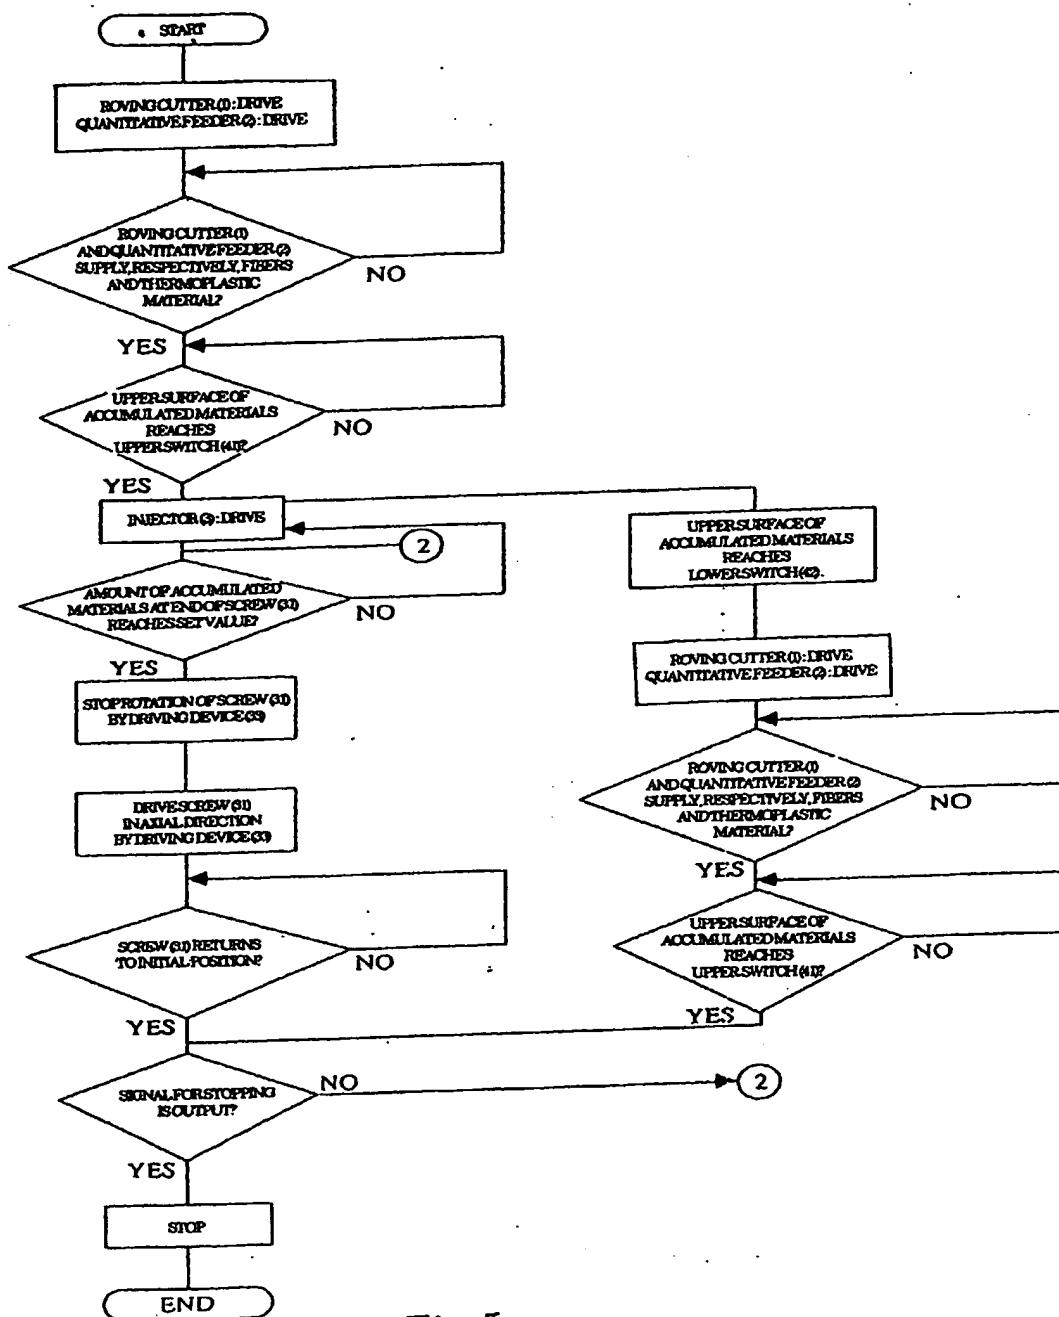 START
ROVING CUTTER (1) : DRIVE
QUANTITATIVE FEEDER (2) : DRIVE
ROVING CUTTER (1)
AND QUANTITATIVE FEEDER (2)
SUPPLY, RESPECTIVELY, FIBERS
AND THERMOPLASTIC
MATERIAL?
NO
YES
UPPER SURFACE OF
ACCUMULATED MATERIALS
REACHES
UPPER SWITCH (41)?
NO
YES
INJECTOR (3) : DRIVE
2
AMOUNT OF ACCUMULATED
MATERIALS AT END OF SCREW (31)
REACHES SET VALUE?
NO
YES
STOP ROTATION OF SCREW (31)
BY DRIVING DEVICE (33)
DRIVE SCREW (31)
IN AXIAL DIRECTION
BY DRIVING DEVICE (33)
SCREW (31) RETURNS
TO INITIAL POSITION?
NO
YES
UPPER SURFACE OF
ACCUMULATED MATERIALS
REACHES
LOWER SWITCH (42).
ROVING CUTTER (1) : DRIVE
QUANTITATIVE FEEDER (2) : DRIVE
ROVING CUTTER (1)
AND QUANTITATIVE FEEDER (2)
SUPPLY, RESPECTIVELY, FIBERS
AND THERMOPLASTIC
MATERIAL?
NO
YES
UPPER SURFACE OF
ACCUMULATED MATERIALS
REACHES
UPPER SWITCH (41)?
NO
YES
SIGNAL FOR STOPPING
IS OUTPUT?
NO
2
YES
STOP
END